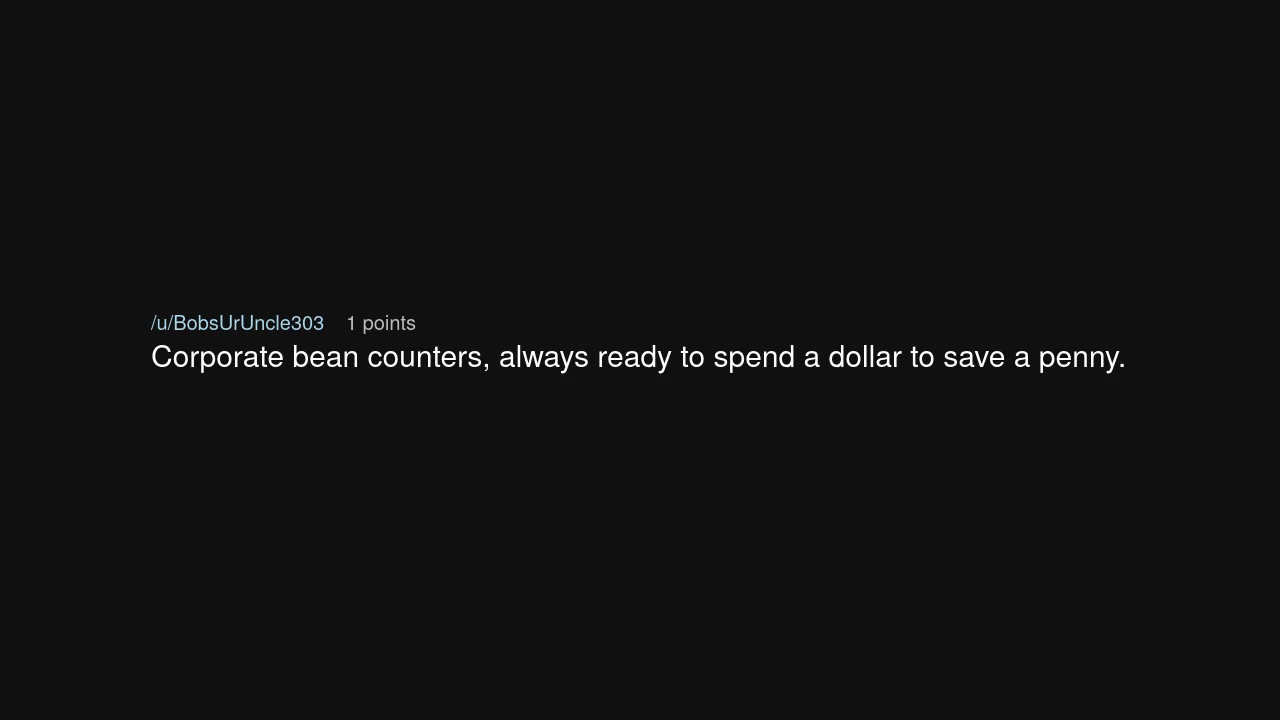 /u/BobsUrUncle303 1 points
Corporate bean counters, always ready to spend a dollar to save a penny.